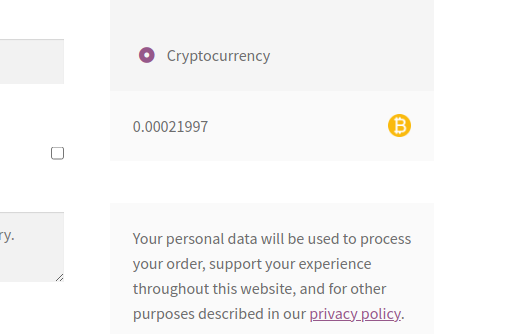 Cryptocurrency
0.00021997
ry.
Your personal data will be used to process
your order, support your experience
throughout this website, and for other
purposes described in our privacy policy.